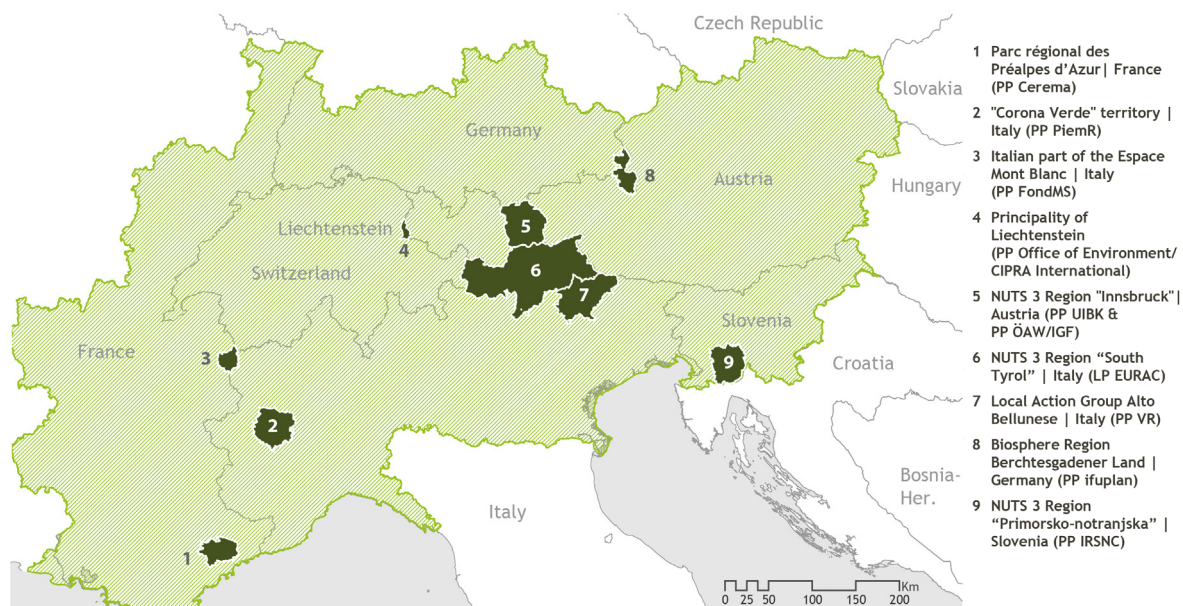 Czech Republic
Slovakia
Germany
8
Austria
Hungary
5
Liechtenstein
4
Switzerland
6
7
Slovenia
France
3
9
Croatia
2
Bosnia-
Her.
Italy
1
Km
0 25 50 100 150 200
1 Parc régional des
Préalpes d’Azur| France
(PP Cerema)
2 "Corona Verde" territory |
Italy (PP PiemR)
3 Italian part of the Espace
Mont Blanc | Italy
(PP FondMS)
4 Principality of
Liechtenstein
(PP Office of Environment/
CIPRA International)
5 NUTS 3 Region "Innsbruck"|
Austria (PP UIBK &
PP ÖAW/IGF)
6 NUTS 3 Region “South
Tyrol” | Italy (LP EURAC)
7 Local Action Group Alto
Bellunese | Italy (PP VR)
8 Biosphere Region
Berchtesgadener Land |
Germany (PP ifuplan)
9 NUTS 3 Region
“Primorsko-notranjska” |
Slovenia (PP IRSNC)